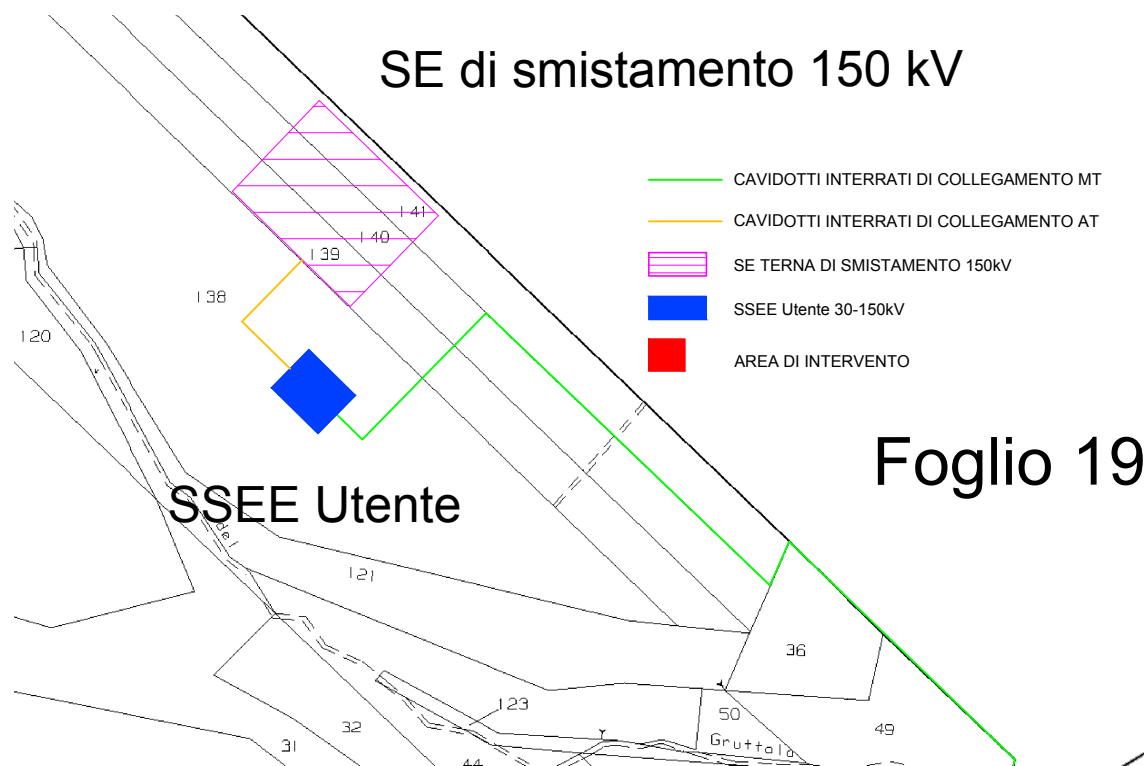 SE di smistamento 150 kV
CAVIDOTTI INTERRATI DI COLLEGAMENTO MT
CAVIDOTTI INTERRATI DI COLLEGAMENTO AT
SE TERNA DI SMISTAMENTO 150kV
SSEE Utente 30-150kV
AREA DI INTERVENTO
141
140
139
138
120
Foglio 19
SSEE Utente
del
121
36
123
50
49
32
31
Gruttola
44